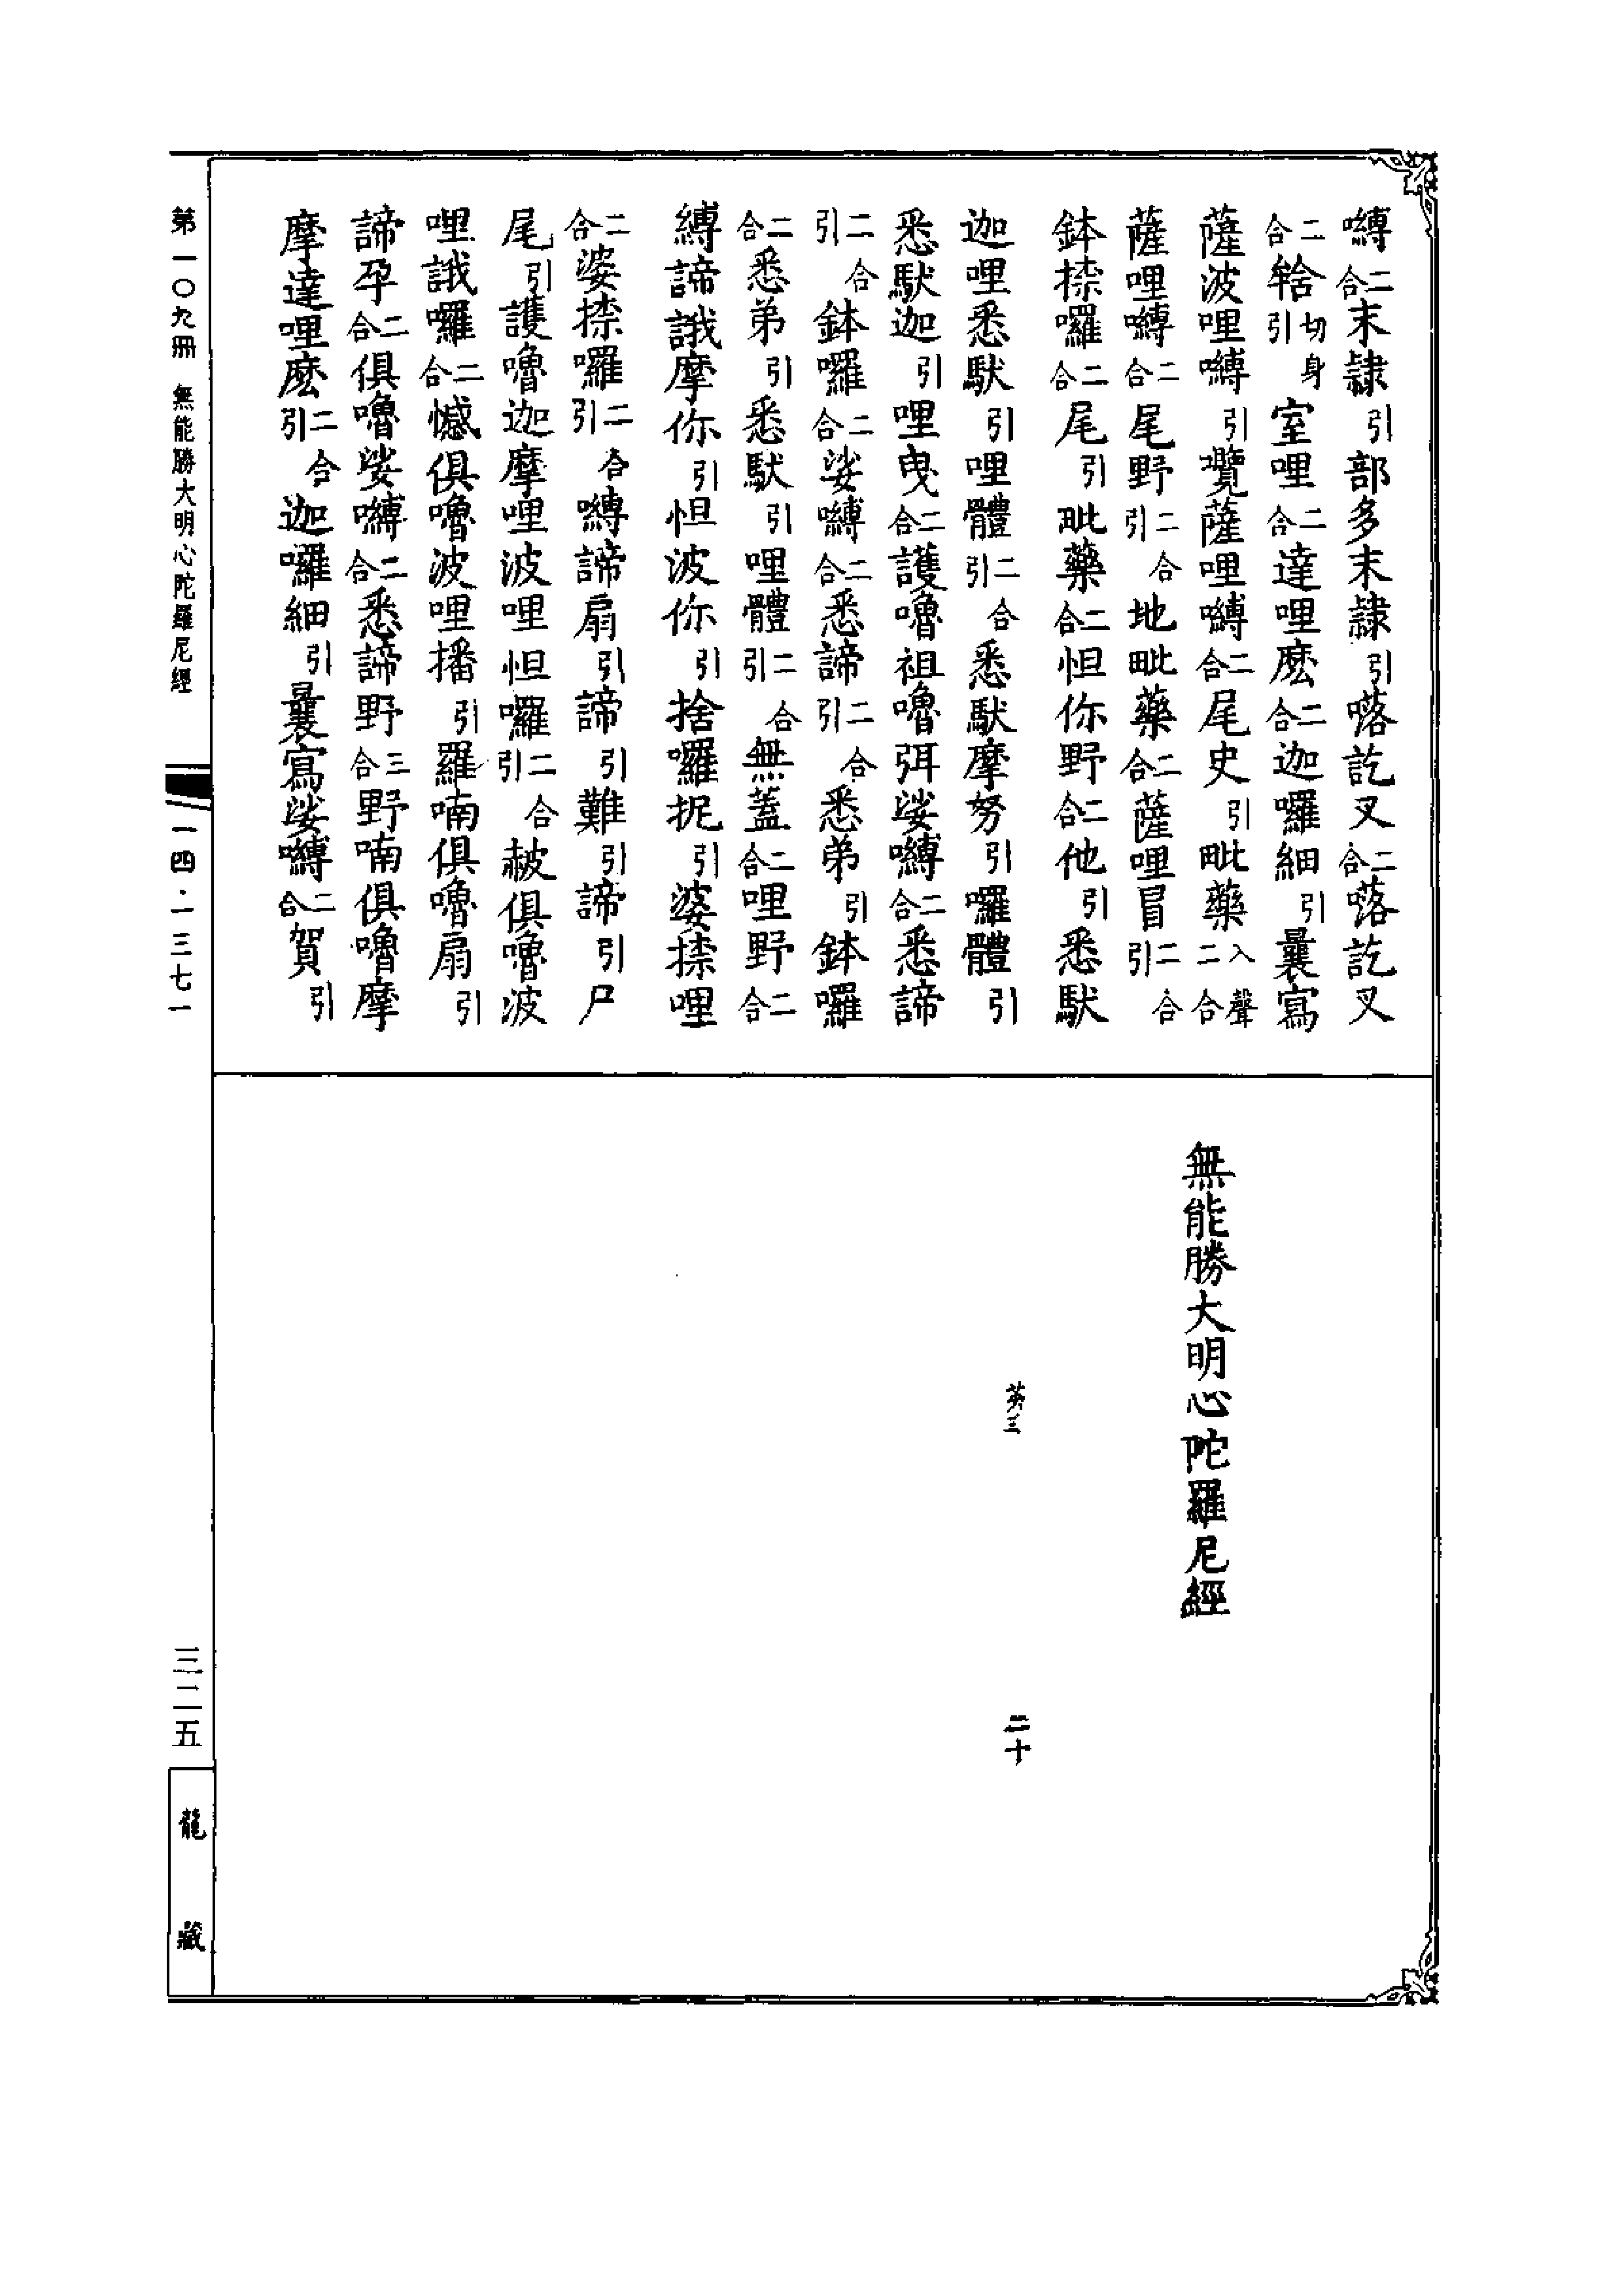 嚩二合末隸引部多末隸引㗲訖叉二合㗲訖叉
二合辢身切引室哩二合達哩麽二合迦囉細引曩寫
薩波哩嚩引㘕薩哩嚩二合尾史引毗藥入聲二合
薩哩嚩二合尾野二合引地毗藥二合薩哩冒二合引
鉢捺囉二合尾引毗藥二合怛你野二合他引悉馱
迦哩悉馱引哩體二合引悉馱摩努引囉體引
悉馱迦引哩曳二合護嚕祖嚕弭娑嚩二合悉諦
二合引鉢囉二合娑嚩二合悉諦二合引悉弟引鉢囉
二合悉弟引悉馱引哩體二合引無蓋二合哩野二合
縛諦誐摩你引怛波你引捨囉抳引婆捺哩
二合婆捺囉二合引嚩諦扇引諦引難引諦引尸
尾引護嚕迦摩哩波哩怛囉二合引赧俱嚕波
哩誐囉二合憾俱嚕波哩播引羅喃俱嚕扇引
諦孕二合俱嚕娑嚩二合悉諦野三合野喃俱嚕摩
摩達哩麽二合引迦囉細引曩寫娑嚩二合賀引
無能勝大明心陀羅尼經
英三
二十
第一〇九冊 無能勝大明心陀羅尼經
一四·一三七一
三二五
龍藏